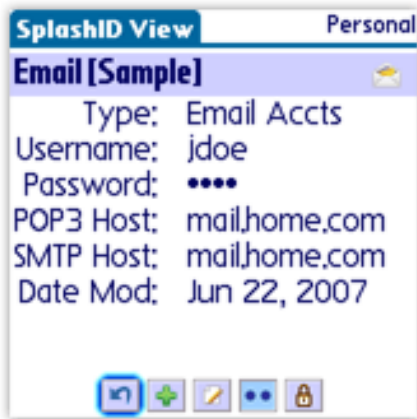 SplashID View Personal
Email [Sample]
Type: Email Accts
Username: jdoe
Password: ••••
POP3 Host: mail.home.com
SMTP Host: mail.home.com
Date Mod: Jun 22, 2007